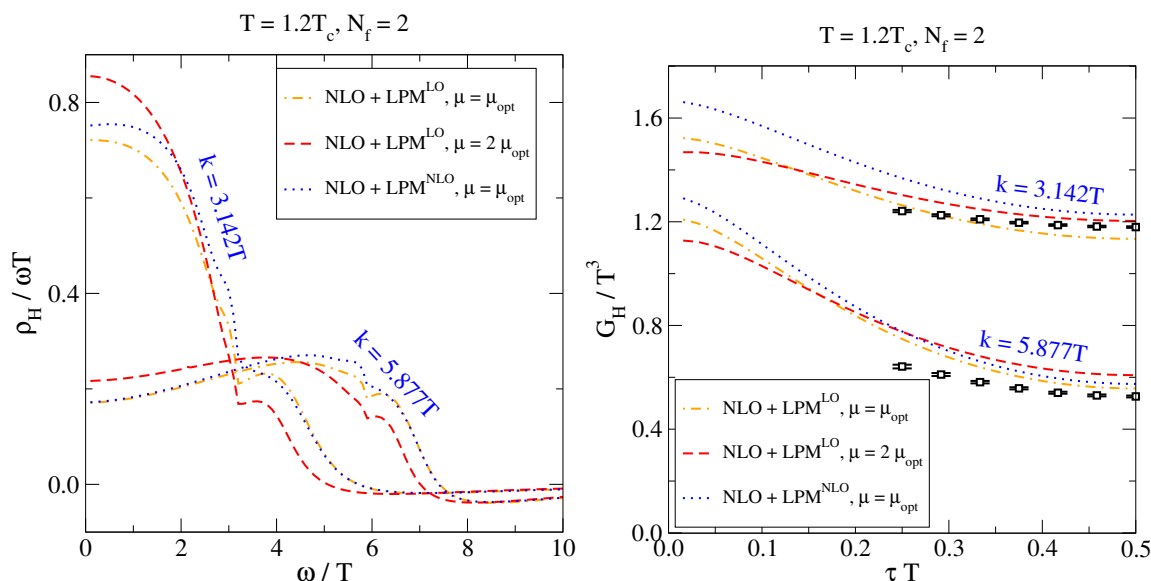 T = 1.2T_c, N_f = 2
ρ_H / ωT
0.8
0.4
0.0
NLO + LPM^LO, μ = μ_opt
NLO + LPM^LO, μ = 2 μ_opt
NLO + LPM^NLO, μ = μ_opt
k = 3.142T
k = 5.877T
0 2 4 6 8 10
ω / T
T = 1.2T_c, N_f = 2
G_H / T^3
1.6
1.2
0.8
0.4
0.0
k = 3.142T
k = 5.877T
NLO + LPM^LO, μ = μ_opt
NLO + LPM^LO, μ = 2 μ_opt
NLO + LPM^NLO, μ = μ_opt
0.0 0.1 0.2 0.3 0.4 0.5
τ T